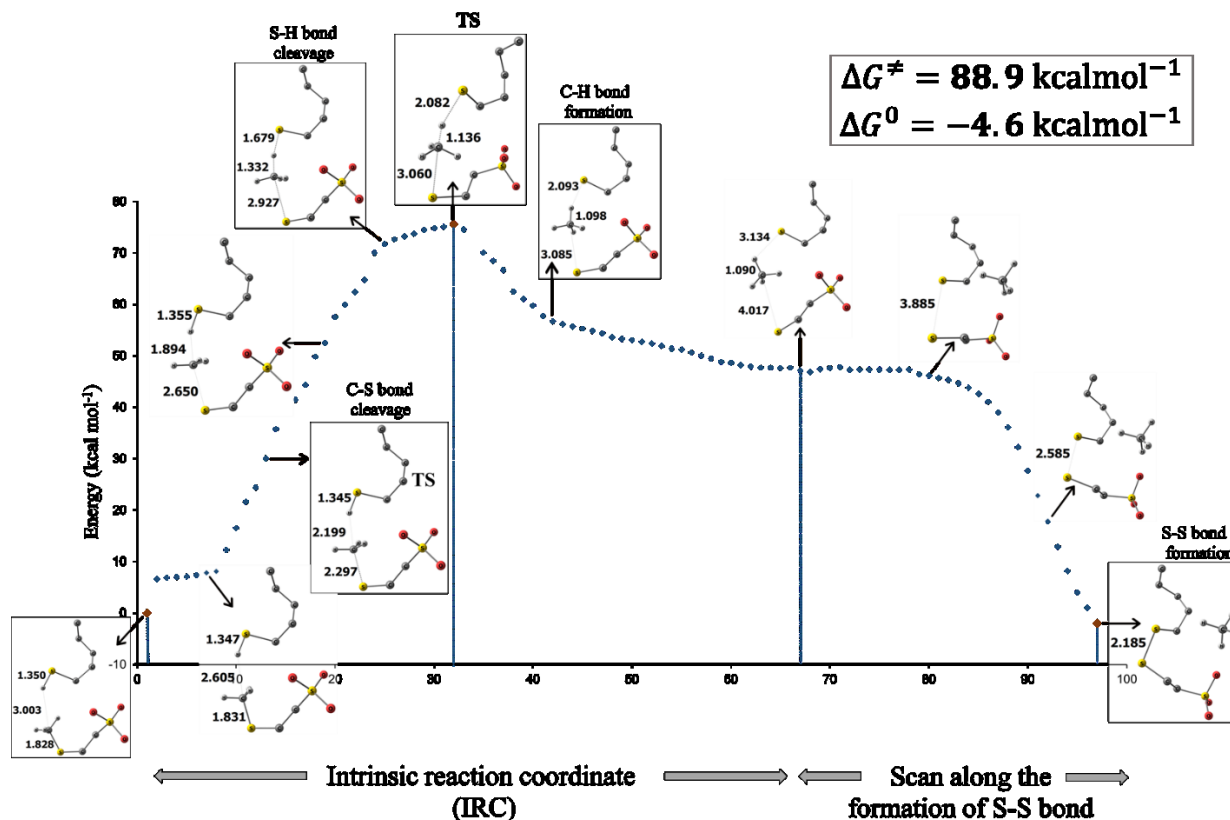 TS
S-H bond
cleavage
ΔG≠ = 88.9 kcalmol−1
ΔG0 = −4.6 kcalmol−1
C-H bond
formation
2.082
1.136
3.060
1.679
1.332
2.927
2.093
1.098
3.085
3.134
1.090
4.017
3.885
1.355
1.894
2.650
C-S bond
cleavage
TS
1.345
2.199
2.297
2.585
S-S bond
formation
2.185
1.347
2.605
1.831
1.350
3.003
1.828
Energy (kcal mol-1)
80
70
60
50
40
30
20
10
0
-10
0
10
20
30
40
50
60
70
80
90
100
Intrinsic reaction coordinate
(IRC)
Scan along the
formation of S-S bond